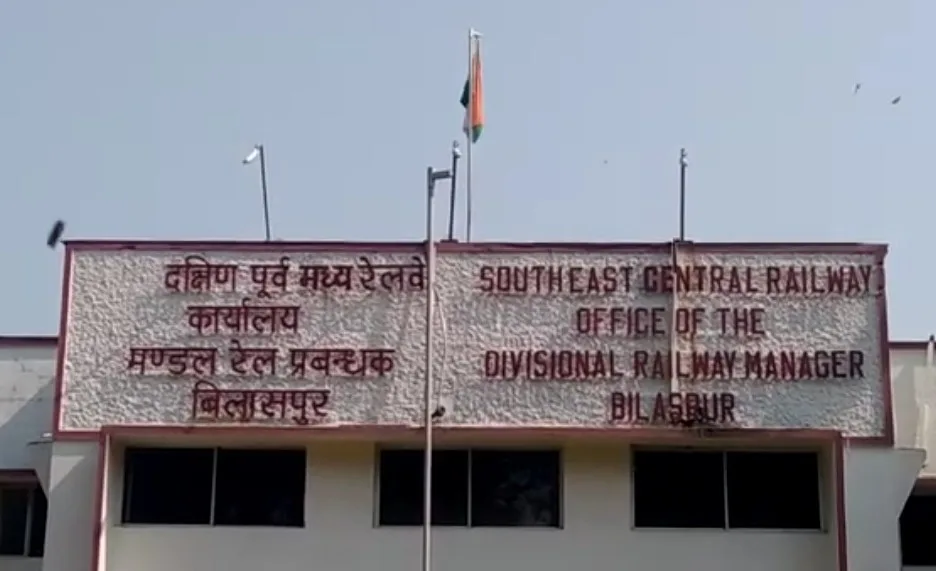 दक्षिण पूर्व मध्य रेलवे
कार्यालय
मण्डल रेल प्रबन्धक
बिलासपुर
SOUTH EAST CENTRAL RAILWAY
OFFICE OF THE
DIVISIONAL RAILWAY MANAGER
BILASPUR